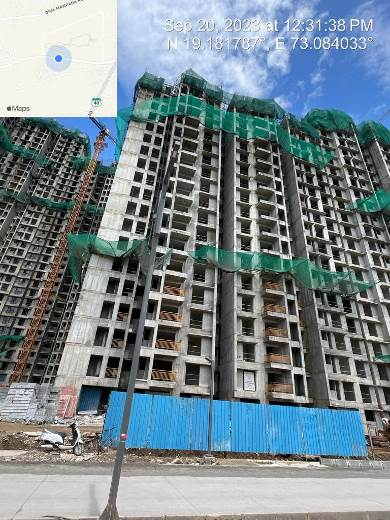 Sep 20, 2023 at 12:31:38 PM
N 19.181787°, E 73.084033°
Maps